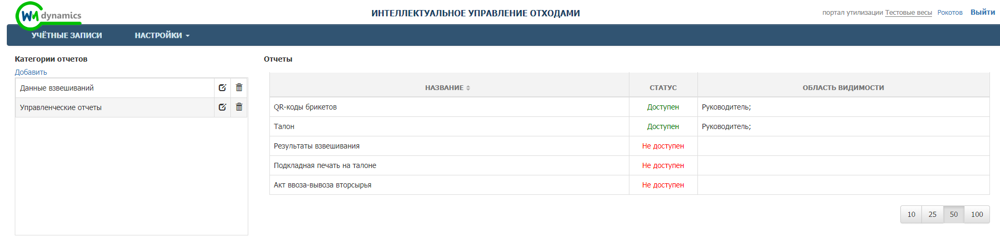 WM dynamics
ИНТЕЛЛЕКТУАЛЬНОЕ УПРАВЛЕНИЕ ОТХОДАМИ
портал утилизации Тестовые весы Рокотов Выйти
УЧЁТНЫЕ ЗАПИСИ НАСТРОЙКИ
Категории отчетов
Добавить
Данные взвешиваний
Управленческие отчеты
Отчеты
НАЗВАНИЕ СТАТУС ОБЛАСТЬ ВИДИМОСТИ
QR-коды брикетов Доступен Руководитель;
Талон Доступен Руководитель;
Результаты взвешивания Не доступен
Подкладная печать на талоне Не доступен
Акт ввоза-вывоза вторсырья Не доступен
10 25 50 100